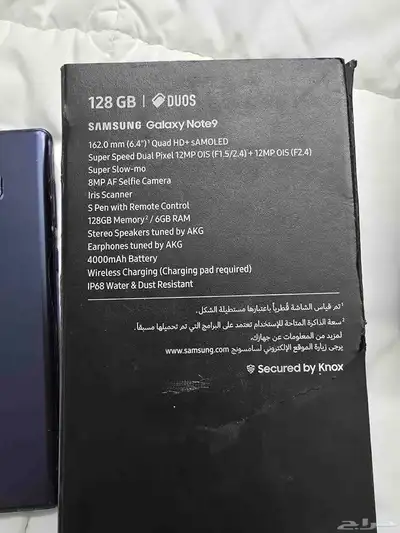 128 GB | DUOS
SAMSUNG Galaxy Note9
162.0 mm (6.4")¹ Quad HD+ sAMOLED
Super Speed Dual Pixel 12MP OIS (F1.5/2.4) + 12MP OIS (F2.4)
Super Slow-mo
8MP AF Selfie Camera
Iris Scanner
S Pen with Remote Control
128GB Memory² / 6GB RAM
Stereo Speakers tuned by AKG
Earphones tuned by AKG
4000mAh Battery
Wireless Charging (Charging pad required)
IP68 Water & Dust Resistant
¹ تم قياس الشاشة قُطرياً باعتبارها مستطيلة الشكل.
² سعة الذاكرة المتاحة للإستخدام تعتمد على البرامج التي تم تحميلها مسبقاً.
لمزيد من المعلومات عن جهازك،
يرجى زيارة الموقع الإلكتروني لسامسونج www.samsung.com
Secured by Knox
حراج